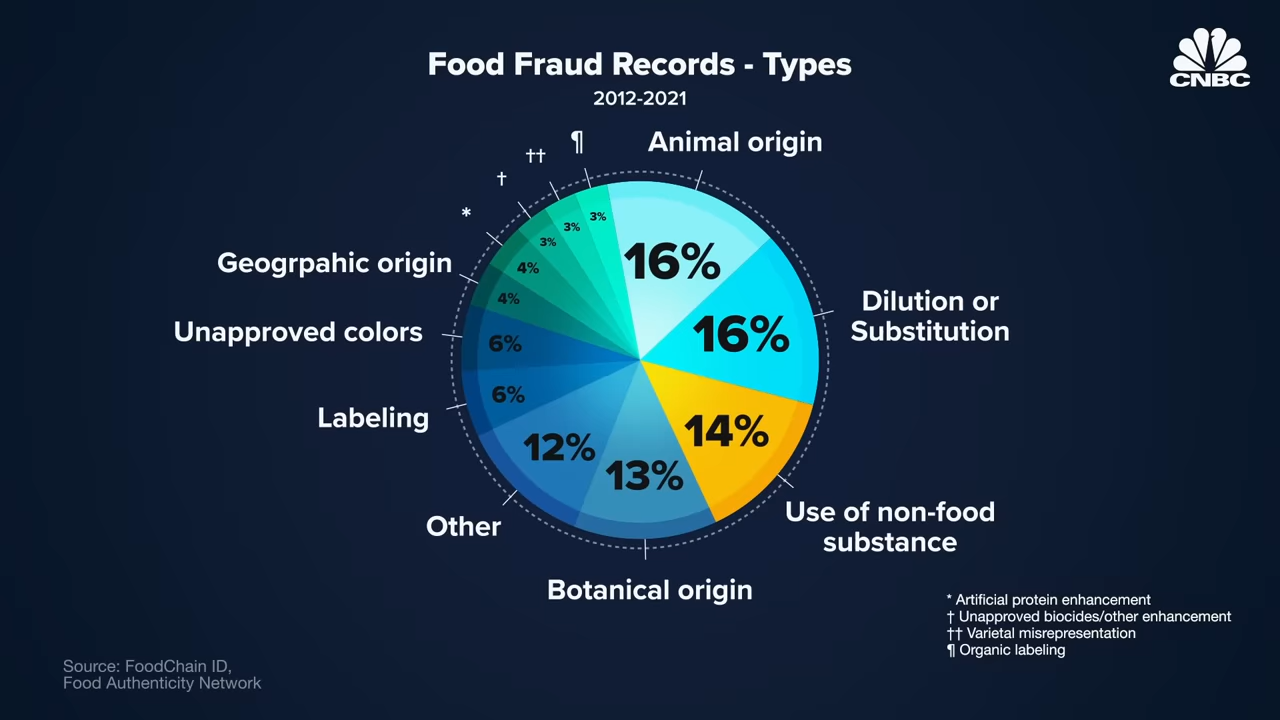 CNBC
Food Fraud Records - Types
2012-2021
¶
Animal origin
††
†
*
3%
3%
3%
4%
16%
Geogrpahic origin
4%
Dilution or
Substitution
16%
Unapproved colors
6%
6%
Labeling
14%
12%
13%
Other
Use of non-food
substance
Botanical origin
* Artificial protein enhancement
† Unapproved biocides/other enhancement
†† Varietal misrepresentation
¶ Organic labeling
Source: FoodChain ID,
Food Authenticity Network